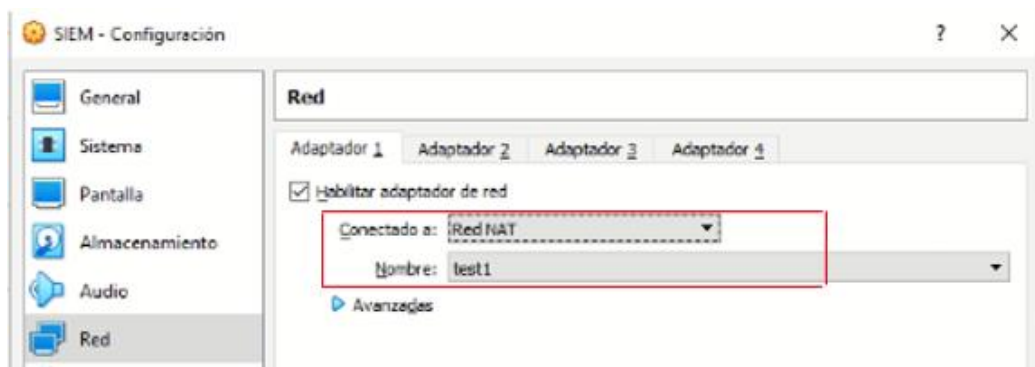 SIEM - Configuración ? ×
General
Sistema
Pantalla
Almacenamiento
Audio
Red
Red
Adaptador 1 Adaptador 2 Adaptador 3 Adaptador 4
Habilitar adaptador de red
Conectado a: Red NAT
Nombre: test1
Avanzadas